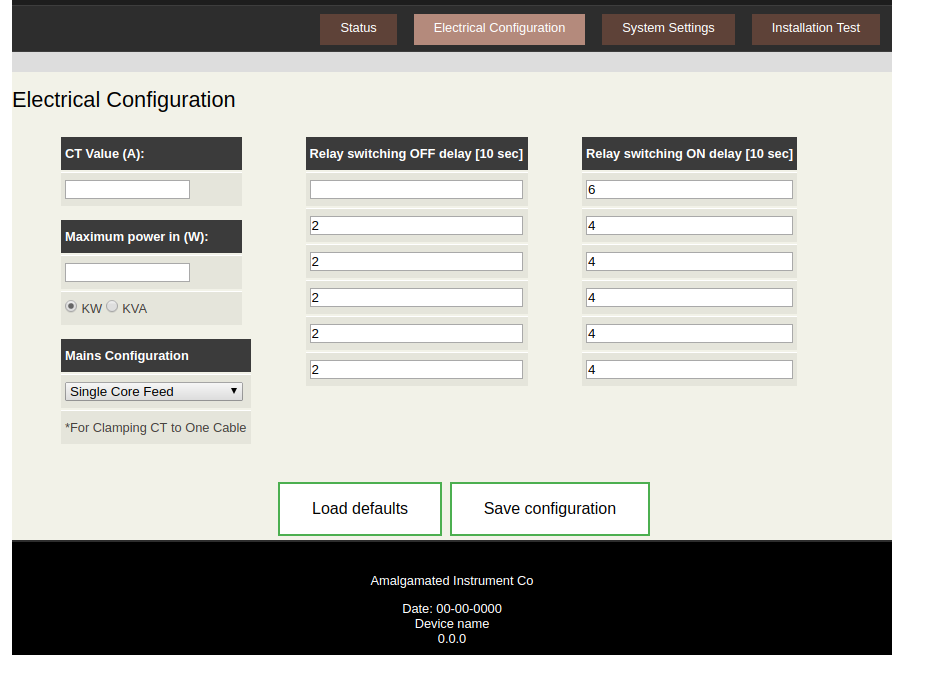 Status Electrical Configuration System Settings Installation Test
Electrical Configuration
CT Value (A):
Maximum power in (W):
KW KVA
Mains Configuration
Single Core Feed
*For Clamping CT to One Cable
Relay switching OFF delay [10 sec]
2
2
2
2
2
Relay switching ON delay [10 sec]
6
4
4
4
4
4
Load defaults Save configuration
Amalgamated Instrument Co
Date: 00-00-0000
Device name
0.0.0